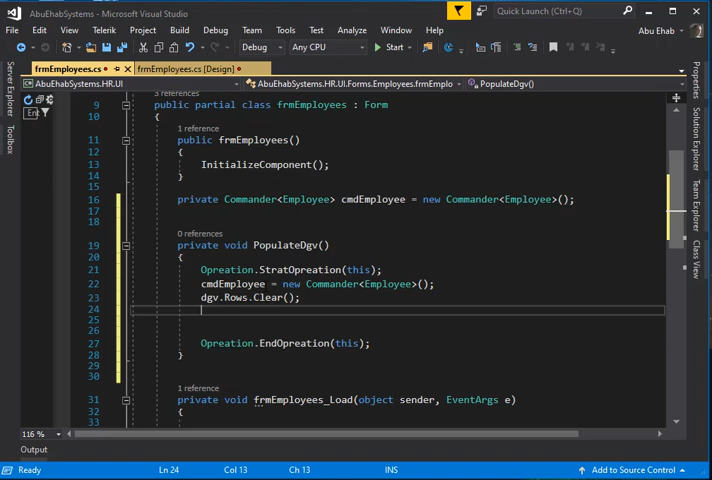 AbuEhabSystems - Microsoft Visual Studio
Quick Launch (Ctrl+Q)
File Edit View Telerik Project Build Debug Team Tools Test Analyze Window Help Abu Ehab
Debug Any CPU Start
frmEmployees.cs frmEmployees.cs [Design]
AbuEhabSystems.HR.UI AbuEhabSystems.HR.UI.Forms.Employees.frmEmplo PopulateDgv()
Server Explorer
Toolbox
Ent
3 references
9 public partial class frmEmployees : Form
10 {
1 reference
11 public frmEmployees()
12 {
13 InitializeComponent();
14 }
15
16 private Commander<Employee> cmdEmployee = new Commander<Employee>();
17
18
0 references
19 private void PopulateDgv()
20 {
21 Opreation.StratOpreation(this);
22 cmdEmployee = new Commander<Employee>();
23 dgv.Rows.Clear();
24
25
26
27 Opreation.EndOpreation(this);
28 }
29
30
1 reference
31 private void frmEmployees_Load(object sender, EventArgs e)
32 {
33
116 %
Properties
Solution Explorer
Team Explorer
Class View
Output
Ready Ln 24 Col 13 Ch 13 INS Add to Source Control